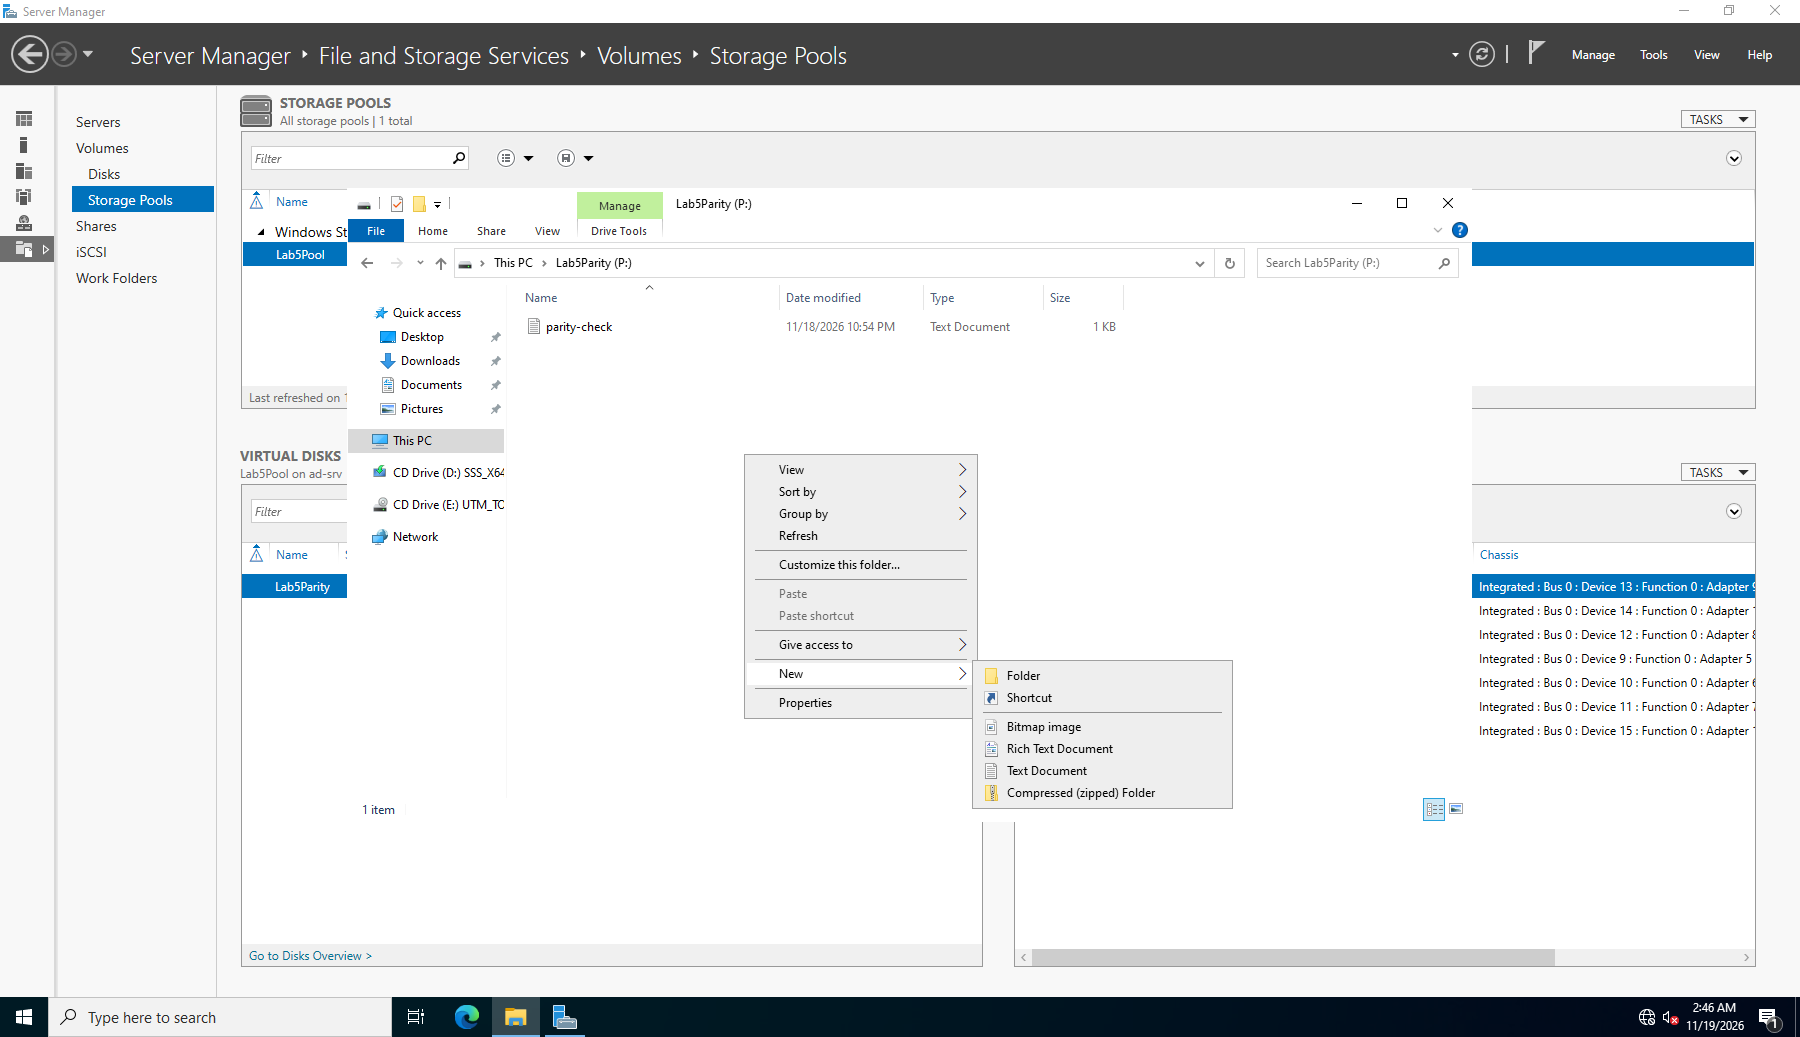 Server Manager
Server Manager ‣ File and Storage Services ‣ Volumes ‣ Storage Pools
Manage Tools View Help
Servers
Volumes
Disks
Storage Pools
Shares
iSCSI
Work Folders
STORAGE POOLS
All storage pools | 1 total
TASKS
Filter
Name
Windows St
Lab5Pool
Last refreshed on 1
VIRTUAL DISKS
Lab5Pool on ad-srv
TASKS
Filter
Name
Lab5Parity
Go to Disks Overview >
Chassis
Integrated : Bus 0 : Device 13 : Function 0 : Adapter 9
Integrated : Bus 0 : Device 14 : Function 0 : Adapter
Integrated : Bus 0 : Device 12 : Function 0 : Adapter 8
Integrated : Bus 0 : Device 9 : Function 0 : Adapter 5
Integrated : Bus 0 : Device 10 : Function 0 : Adapter 6
Integrated : Bus 0 : Device 11 : Function 0 : Adapter 7
Integrated : Bus 0 : Device 15 : Function 0 : Adapter
Manage
Lab5Parity (P:)
File Home Share View Drive Tools
This PC › Lab5Parity (P:)
Search Lab5Parity (P:)
Quick access
Desktop
Downloads
Documents
Pictures
This PC
CD Drive (D:) SSS_X64
CD Drive (E:) UTM_TO
Network
Name Date modified Type Size
parity-check 11/18/2026 10:54 PM Text Document 1 KB
1 item
View
Sort by
Group by
Refresh
Customize this folder...
Paste
Paste shortcut
Give access to
New
Properties
Folder
Shortcut
Bitmap image
Rich Text Document
Text Document
Compressed (zipped) Folder
Type here to search
2:46 AM
11/19/2026
1